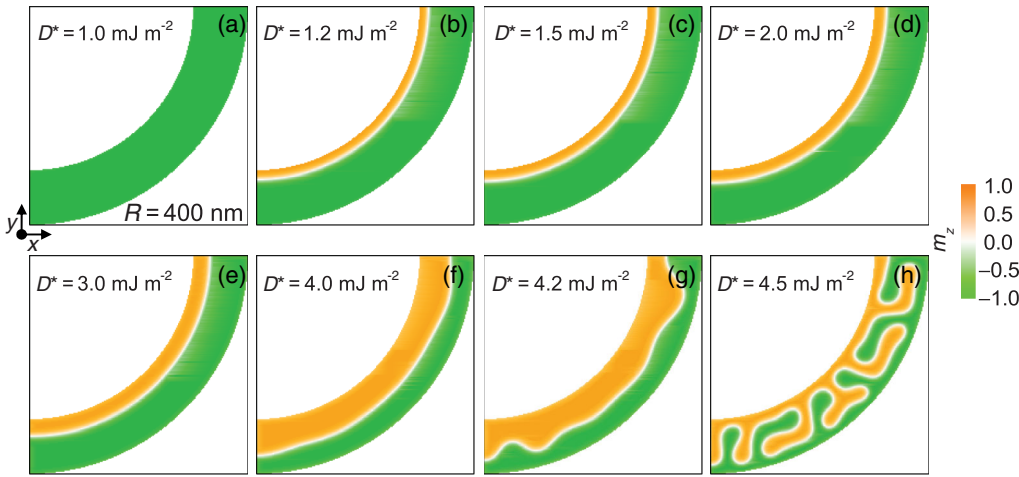 D* = 1.0 mJ m⁻² (a)
D* = 1.2 mJ m⁻² (b)
D* = 1.5 mJ m⁻² (c)
D* = 2.0 mJ m⁻² (d)
R = 400 nm
y
x
D* = 3.0 mJ m⁻² (e)
D* = 4.0 mJ m⁻² (f)
D* = 4.2 mJ m⁻² (g)
D* = 4.5 mJ m⁻² (h)
m_z
1.0
0.5
0.0
−0.5
−1.0